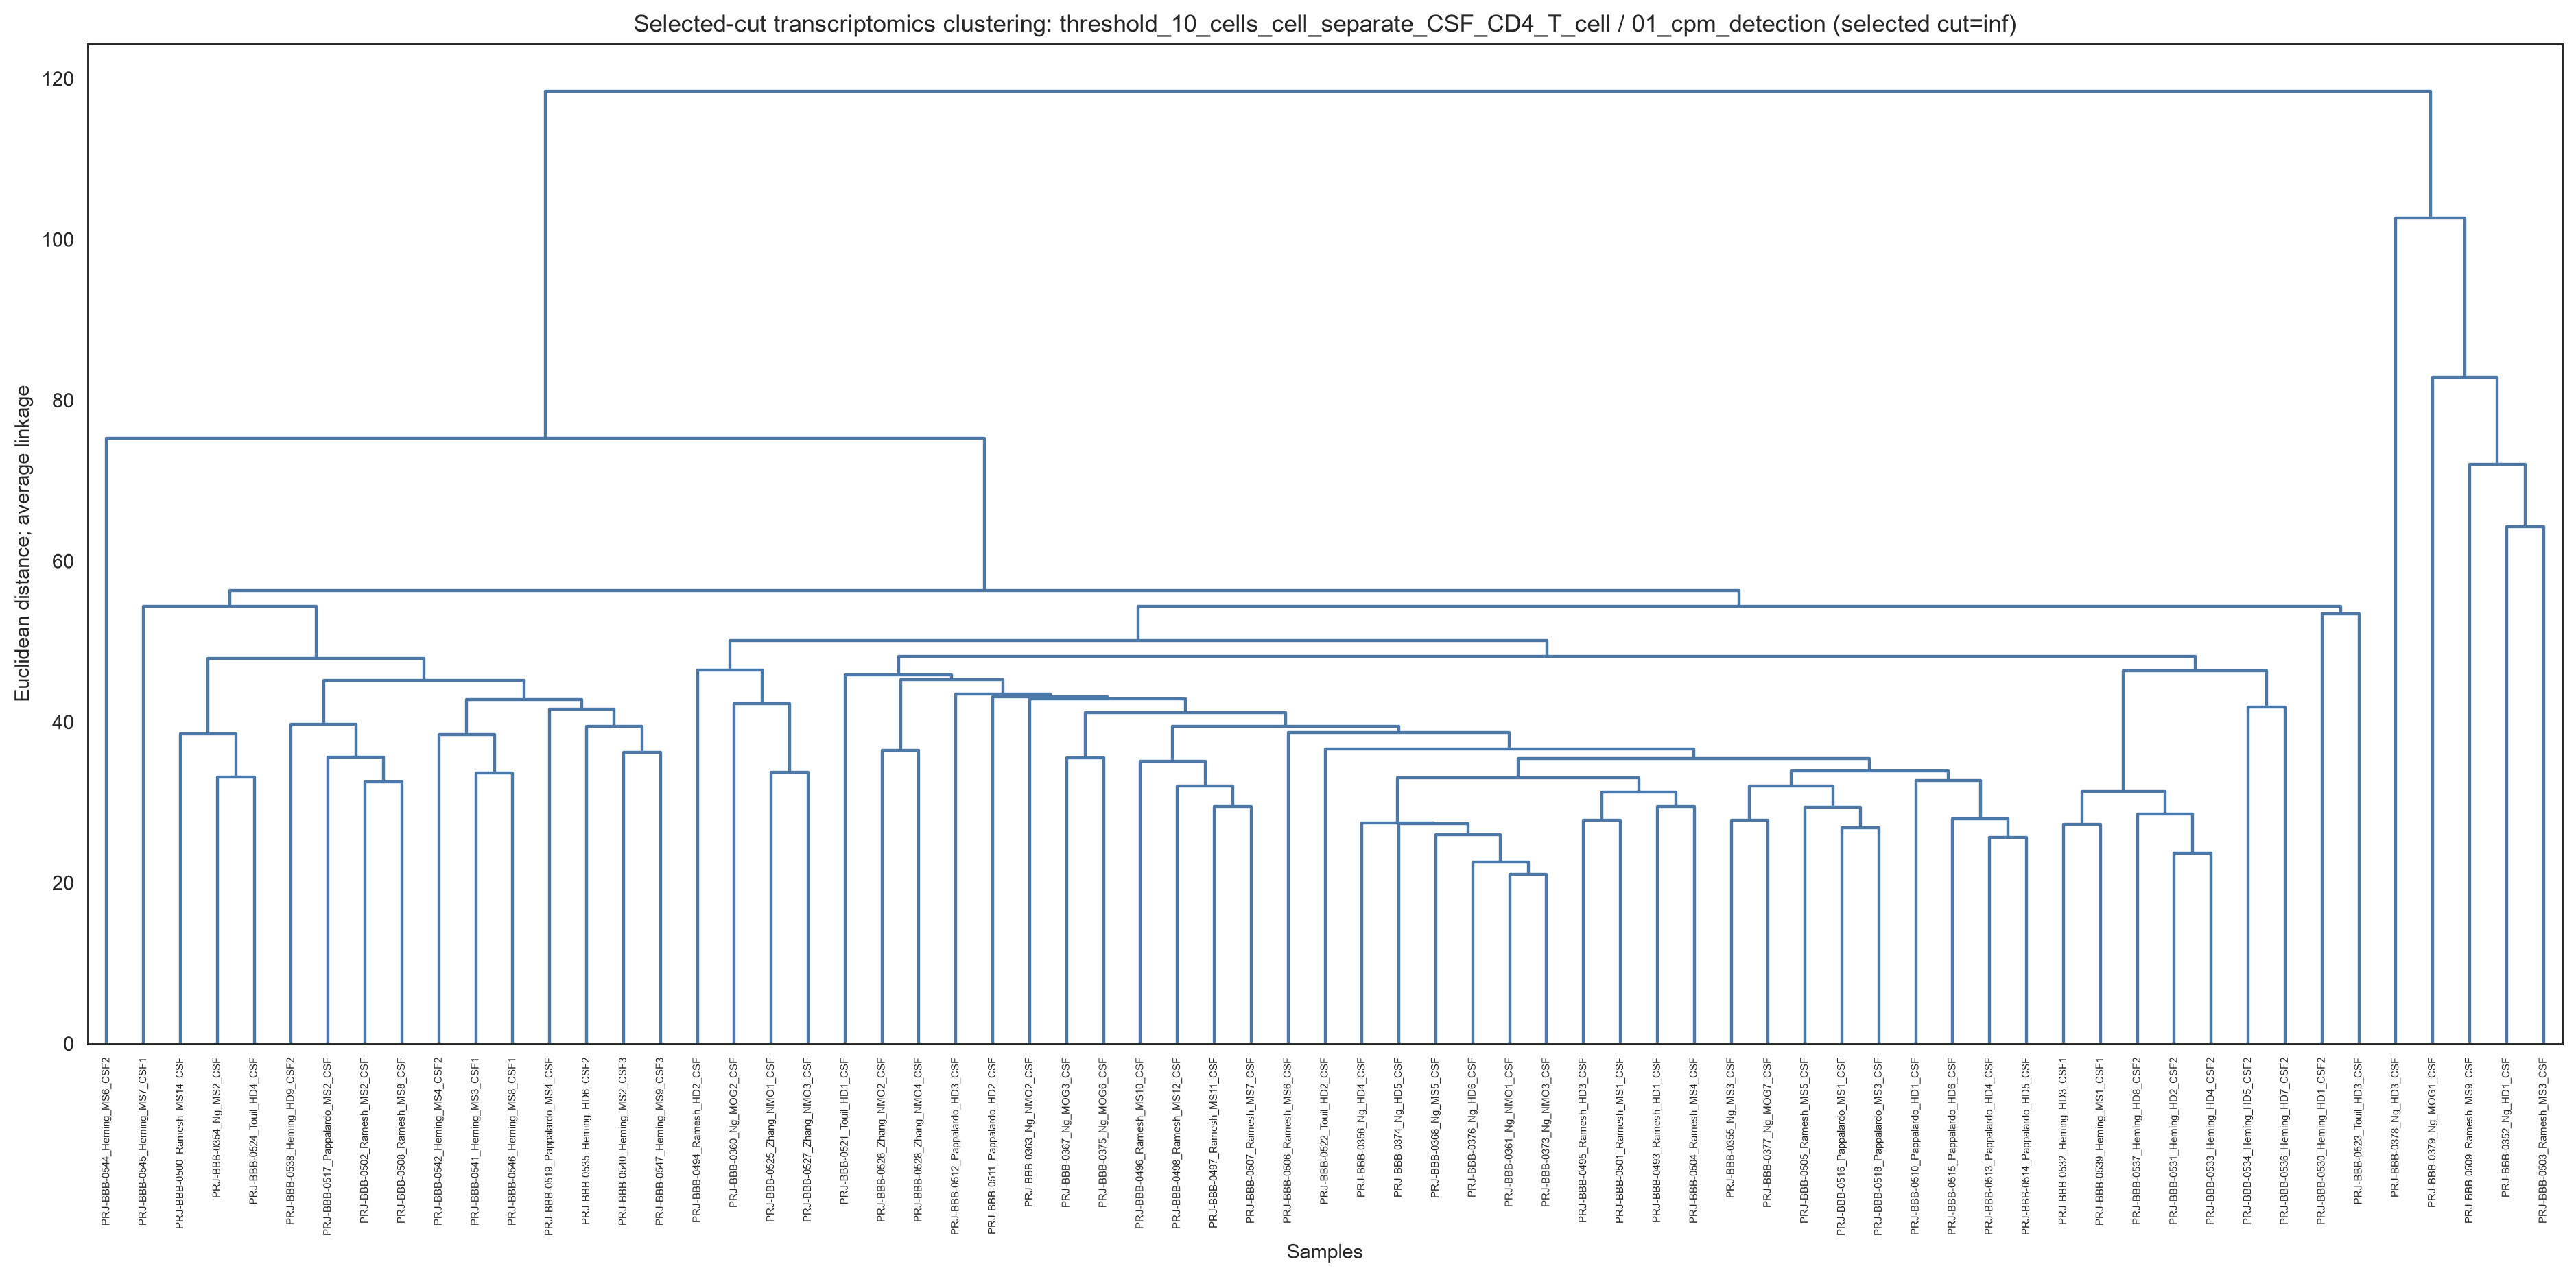 Selected-cut transcriptomics clustering: threshold_10_cells_cell_separate_CSF_CD4_T_cell / 01_cpm_detection (selected cut=inf)
120
100
80
60
40
20
0
Euclidean distance; average linkage
PRJ-BBB-0544_Heming_MS6_CSF2
PRJ-BBB-0545_Heming_MS7_CSF1
PRJ-BBB-0500_Ramesh_MS14_CSF
PRJ-BBB-0354_Ng_MS2_CSF
PRJ-BBB-0524_Touil_HD4_CSF
PRJ-BBB-0538_Heming_HD9_CSF2
PRJ-BBB-0517_Pappalardo_MS2_CSF
PRJ-BBB-0502_Ramesh_MS2_CSF
PRJ-BBB-0508_Ramesh_MS8_CSF
PRJ-BBB-0542_Heming_MS4_CSF2
PRJ-BBB-0541_Heming_MS3_CSF1
PRJ-BBB-0546_Heming_MS8_CSF1
PRJ-BBB-0519_Pappalardo_MS4_CSF
PRJ-BBB-0535_Heming_HD6_CSF2
PRJ-BBB-0540_Heming_MS2_CSF3
PRJ-BBB-0547_Heming_MS9_CSF3
PRJ-BBB-0494_Ramesh_HD2_CSF
PRJ-BBB-0360_Ng_MOG2_CSF
PRJ-BBB-0525_Zhang_NMO1_CSF
PRJ-BBB-0527_Zhang_NMO3_CSF
PRJ-BBB-0521_Touil_HD1_CSF
PRJ-BBB-0526_Zhang_NMO2_CSF
PRJ-BBB-0528_Zhang_NMO4_CSF
PRJ-BBB-0512_Pappalardo_HD3_CSF
PRJ-BBB-0511_Pappalardo_HD2_CSF
PRJ-BBB-0363_Ng_NMO2_CSF
PRJ-BBB-0367_Ng_MOG3_CSF
PRJ-BBB-0375_Ng_MOG6_CSF
PRJ-BBB-0496_Ramesh_MS10_CSF
PRJ-BBB-0498_Ramesh_MS12_CSF
PRJ-BBB-0497_Ramesh_MS11_CSF
PRJ-BBB-0507_Ramesh_MS7_CSF
PRJ-BBB-0506_Ramesh_MS6_CSF
PRJ-BBB-0522_Touil_HD2_CSF
PRJ-BBB-0356_Ng_HD4_CSF
PRJ-BBB-0374_Ng_HD5_CSF
PRJ-BBB-0368_Ng_MS5_CSF
PRJ-BBB-0376_Ng_HD6_CSF
PRJ-BBB-0361_Ng_NMO1_CSF
PRJ-BBB-0373_Ng_NMO3_CSF
PRJ-BBB-0495_Ramesh_HD3_CSF
PRJ-BBB-0501_Ramesh_MS1_CSF
PRJ-BBB-0493_Ramesh_HD1_CSF
PRJ-BBB-0504_Ramesh_MS4_CSF
PRJ-BBB-0355_Ng_MS3_CSF
PRJ-BBB-0377_Ng_MOG7_CSF
PRJ-BBB-0505_Ramesh_MS5_CSF
PRJ-BBB-0516_Pappalardo_MS1_CSF
PRJ-BBB-0518_Pappalardo_MS3_CSF
PRJ-BBB-0510_Pappalardo_HD1_CSF
PRJ-BBB-0515_Pappalardo_HD6_CSF
PRJ-BBB-0513_Pappalardo_HD4_CSF
PRJ-BBB-0514_Pappalardo_HD5_CSF
PRJ-BBB-0532_Heming_HD3_CSF1
PRJ-BBB-0539_Heming_MS1_CSF1
PRJ-BBB-0537_Heming_HD8_CSF2
PRJ-BBB-0531_Heming_HD2_CSF2
PRJ-BBB-0533_Heming_HD4_CSF2
PRJ-BBB-0534_Heming_HD5_CSF2
PRJ-BBB-0536_Heming_HD7_CSF2
PRJ-BBB-0530_Heming_HD1_CSF2
PRJ-BBB-0523_Touil_HD3_CSF
PRJ-BBB-0378_Ng_HD3_CSF
PRJ-BBB-0379_Ng_MOG1_CSF
PRJ-BBB-0509_Ramesh_MS9_CSF
PRJ-BBB-0352_Ng_HD1_CSF
PRJ-BBB-0503_Ramesh_MS3_CSF
Samples